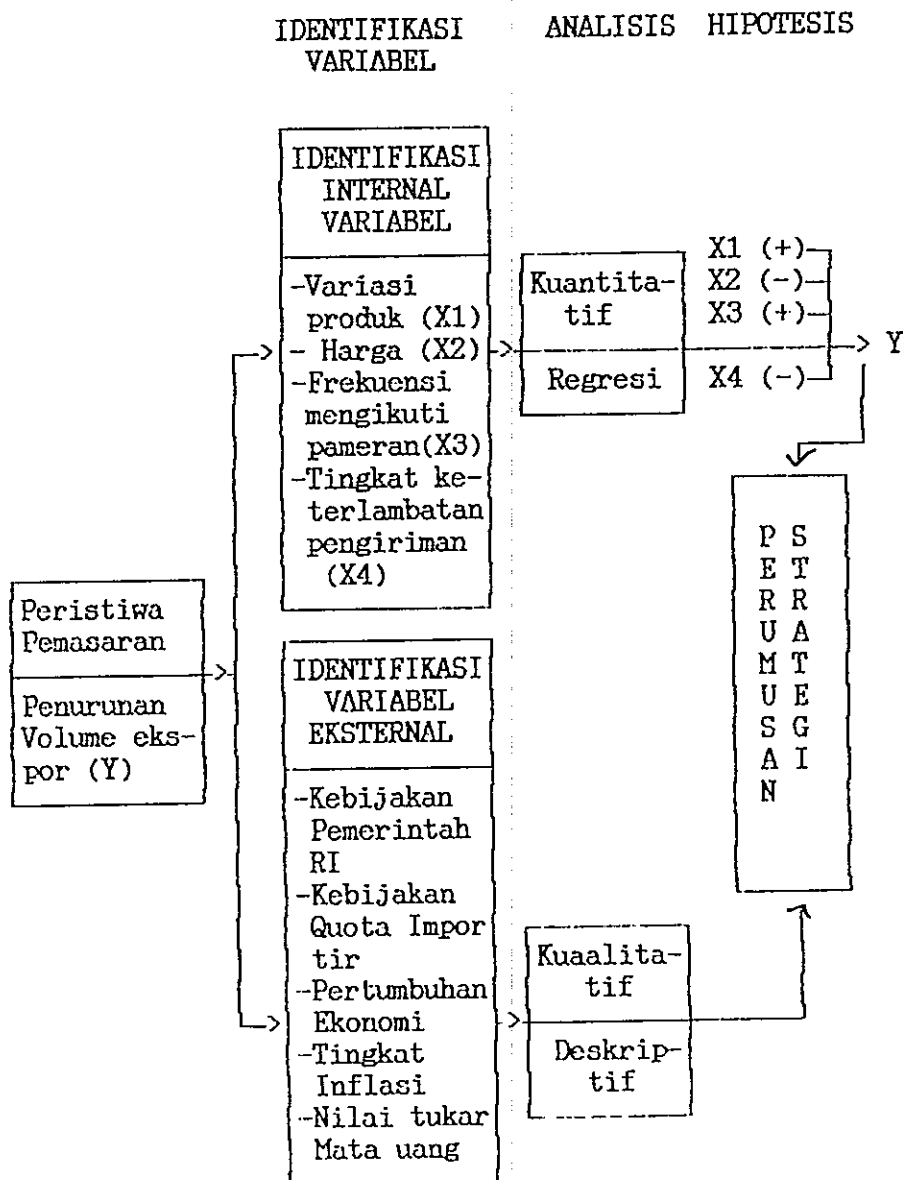 IDENTIFIKASI
VARIABEL
ANALISIS
HIPOTESIS
Peristiwa
Pemasaran
Penurunan
Volume eks-
por (Y)
IDENTIFIKASI
INTERNAL
VARIABEL
-Variasi
produk (X1)
- Harga (X2)
-Frekuensi
mengikuti
pameran(X3)
-Tingkat ke-
terlambatan
pengiriman
(X4)
Kuantita-
tif
Regresi
X1 (+)
X2 (-)
X3 (+)
X4 (-)
Y
IDENTIFIKASI
VARIABEL
EKSTERNAL
-Kebijakan
Pemerintah
RI
-Kebijakan
Quota Impor
tir
-Pertumbuhan
Ekonomi
-Tingkat
Inflasi
-Nilai tukar
Mata uang
Kuaalita-
tif
Deskrip-
tif
PERUMUSAN
STRATEGI